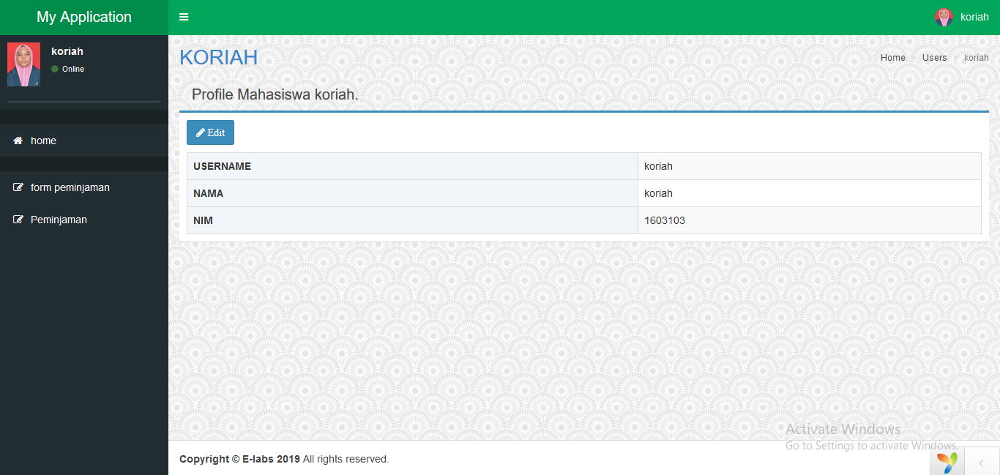 My Application
koriah
koriah
Online
home
form peminjaman
Peminjaman
KORIAH
Home > Users > koriah
Profile Mahasiswa koriah.
Edit
USERNAME koriah
NAMA koriah
NIM 1603103
Activate Windows
Go to Settings to activate Windows.
Copyright © E-labs 2019 All rights reserved.